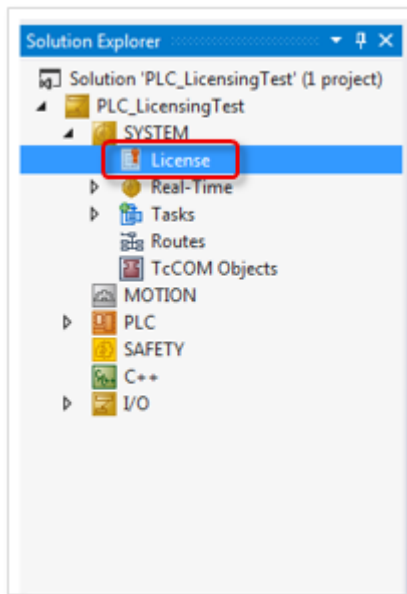 Solution Explorer
Solution 'PLC_LicensingTest' (1 project)
PLC_LicensingTest
SYSTEM
License
Real-Time
Tasks
Routes
TcCOM Objects
MOTION
PLC
SAFETY
C++
I/O